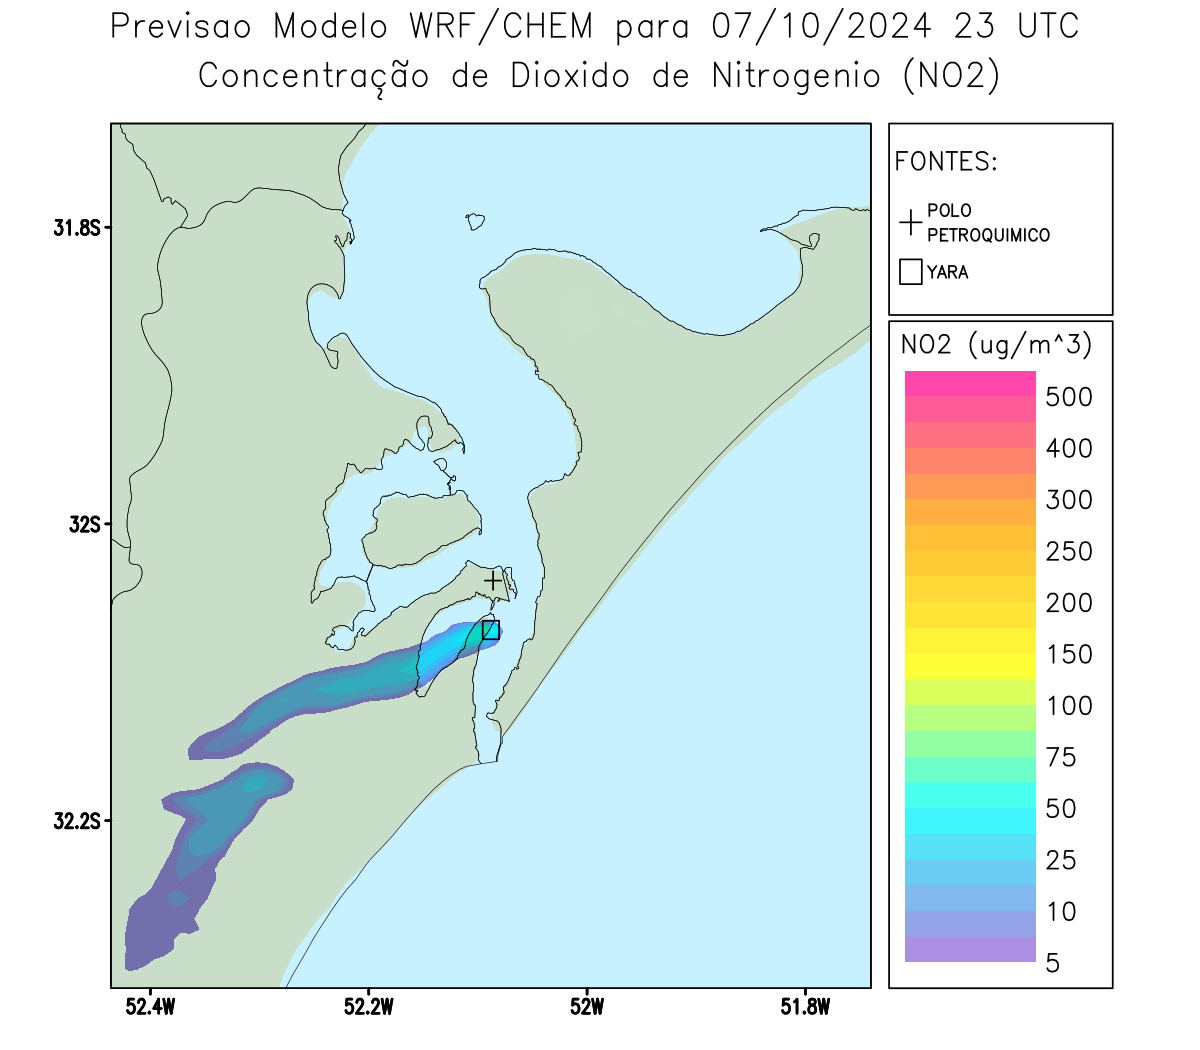 Previsao Modelo WRF/CHEM para 07/10/2024 23 UTC
Concentração de Dioxido de Nitrogenio (NO2)
FONTES:
POLO
PETROQUIMICO
YARA
31.8S
32S
32.2S
52.4W
52.2W
52W
51.8W
NO2 (ug/m^3)
500
400
300
250
200
150
100
75
50
25
10
5